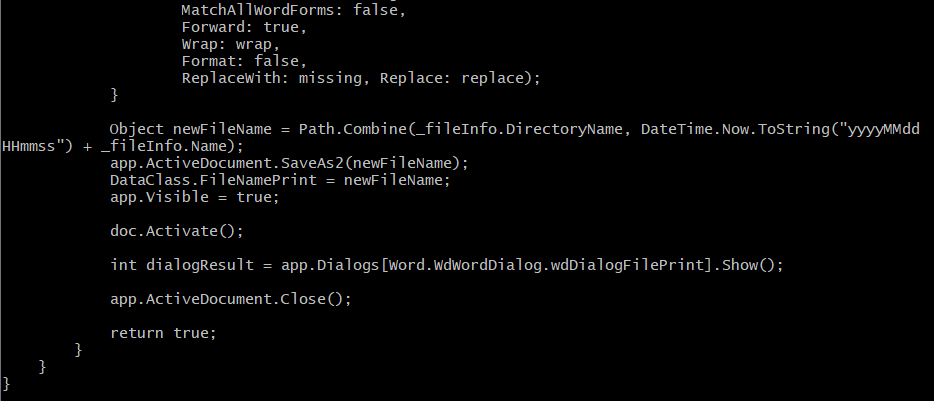 MatchAllWordForms: false,
Forward: true,
Wrap: wrap,
Format: false,
ReplaceWith: missing, Replace: replace);
}
Object newFileName = Path.Combine(_fileInfo.DirectoryName, DateTime.Now.ToString("yyyyMMdd
HHmmss") + _fileInfo.Name);
app.ActiveDocument.SaveAs2(newFileName);
DataClass.FileNamePrint = newFileName;
app.Visible = true;
doc.Activate();
int dialogResult = app.Dialogs[Word.WdWordDialog.wdDialogFilePrint].Show();
app.ActiveDocument.Close();
return true;
}
}
}